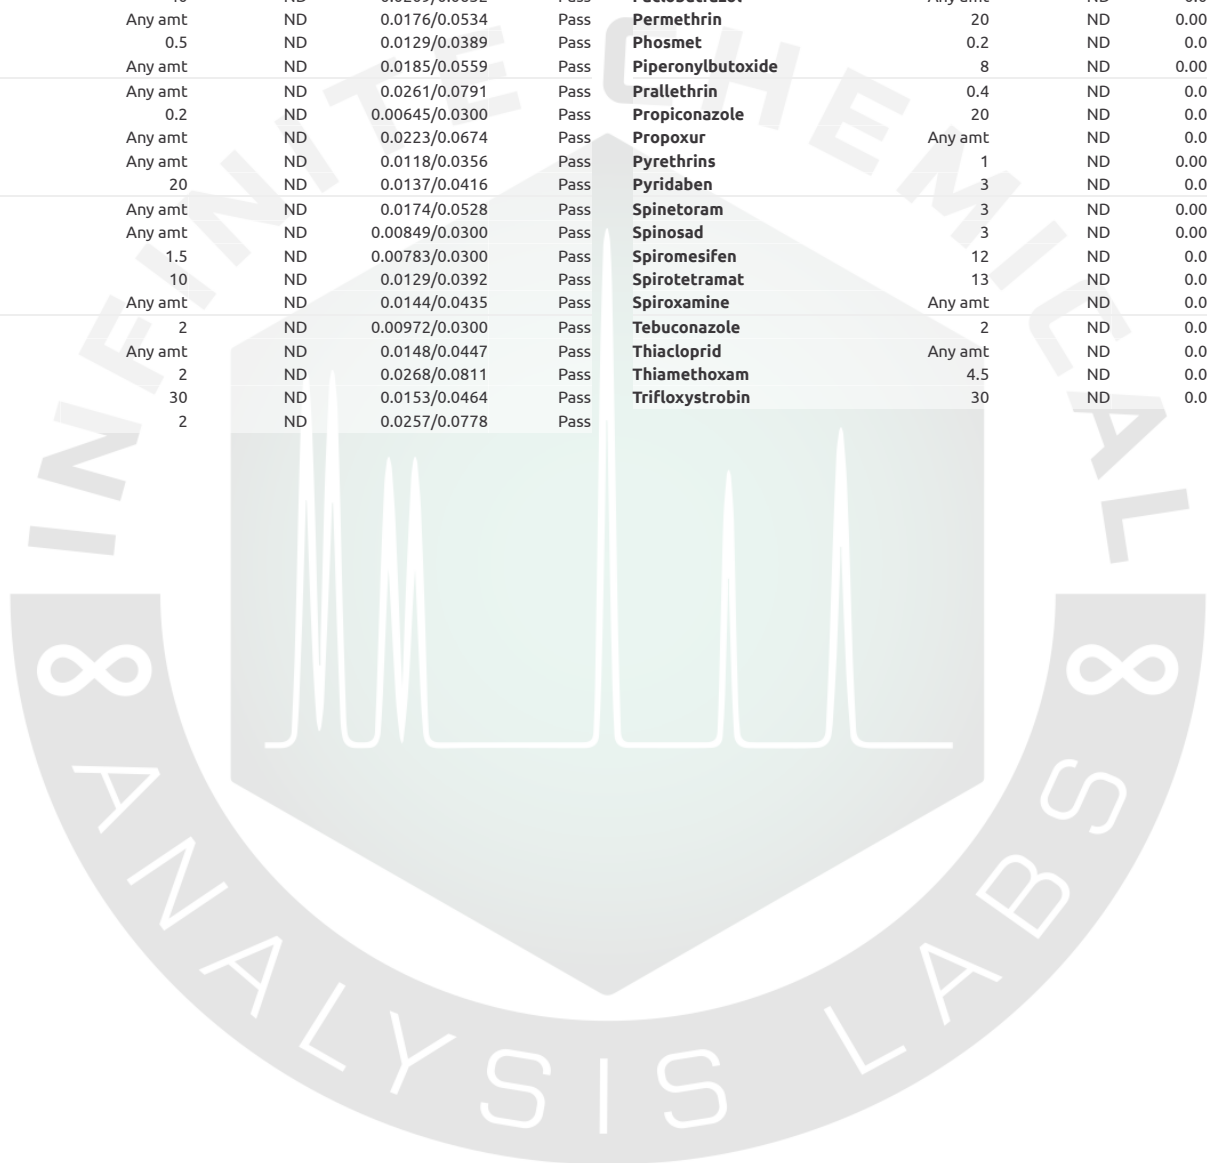 Any amt ND 0.0176/0.0534 Pass Permethrin 20 ND 0.00
0.5 ND 0.0129/0.0389 Pass Phosmet 0.2 ND 0.0
Any amt ND 0.0185/0.0559 Pass Piperonylbutoxide 8 ND 0.00
Any amt ND 0.0261/0.0791 Pass Prallethrin 0.4 ND 0.0
0.2 ND 0.00645/0.0300 Pass Propiconazole 20 ND 0.0
Any amt ND 0.0223/0.0674 Pass Propoxur Any amt ND 0.0
Any amt ND 0.0118/0.0356 Pass Pyrethrins 1 ND 0.00
20 ND 0.0137/0.0416 Pass Pyridaben 3 ND 0.0
Any amt ND 0.0174/0.0528 Pass Spinetoram 3 ND 0.00
Any amt ND 0.00849/0.0300 Pass Spinosad 3 ND 0.00
1.5 ND 0.00783/0.0300 Pass Spiromesifen 12 ND 0.0
10 ND 0.0129/0.0392 Pass Spirotetramat 13 ND 0.0
Any amt ND 0.0144/0.0435 Pass Spiroxamine Any amt ND 0.0
2 ND 0.00972/0.0300 Pass Tebuconazole 2 ND 0.0
Any amt ND 0.0148/0.0447 Pass Thiacloprid Any amt ND 0.0
2 ND 0.0268/0.0811 Pass Thiamethoxam 4.5 ND 0.0
30 ND 0.0153/0.0464 Pass Trifloxystrobin 30 ND 0.0
2 ND 0.0257/0.0778 Pass
INFINITE CHEMICAL
∞ ANALYSIS LABS ∞